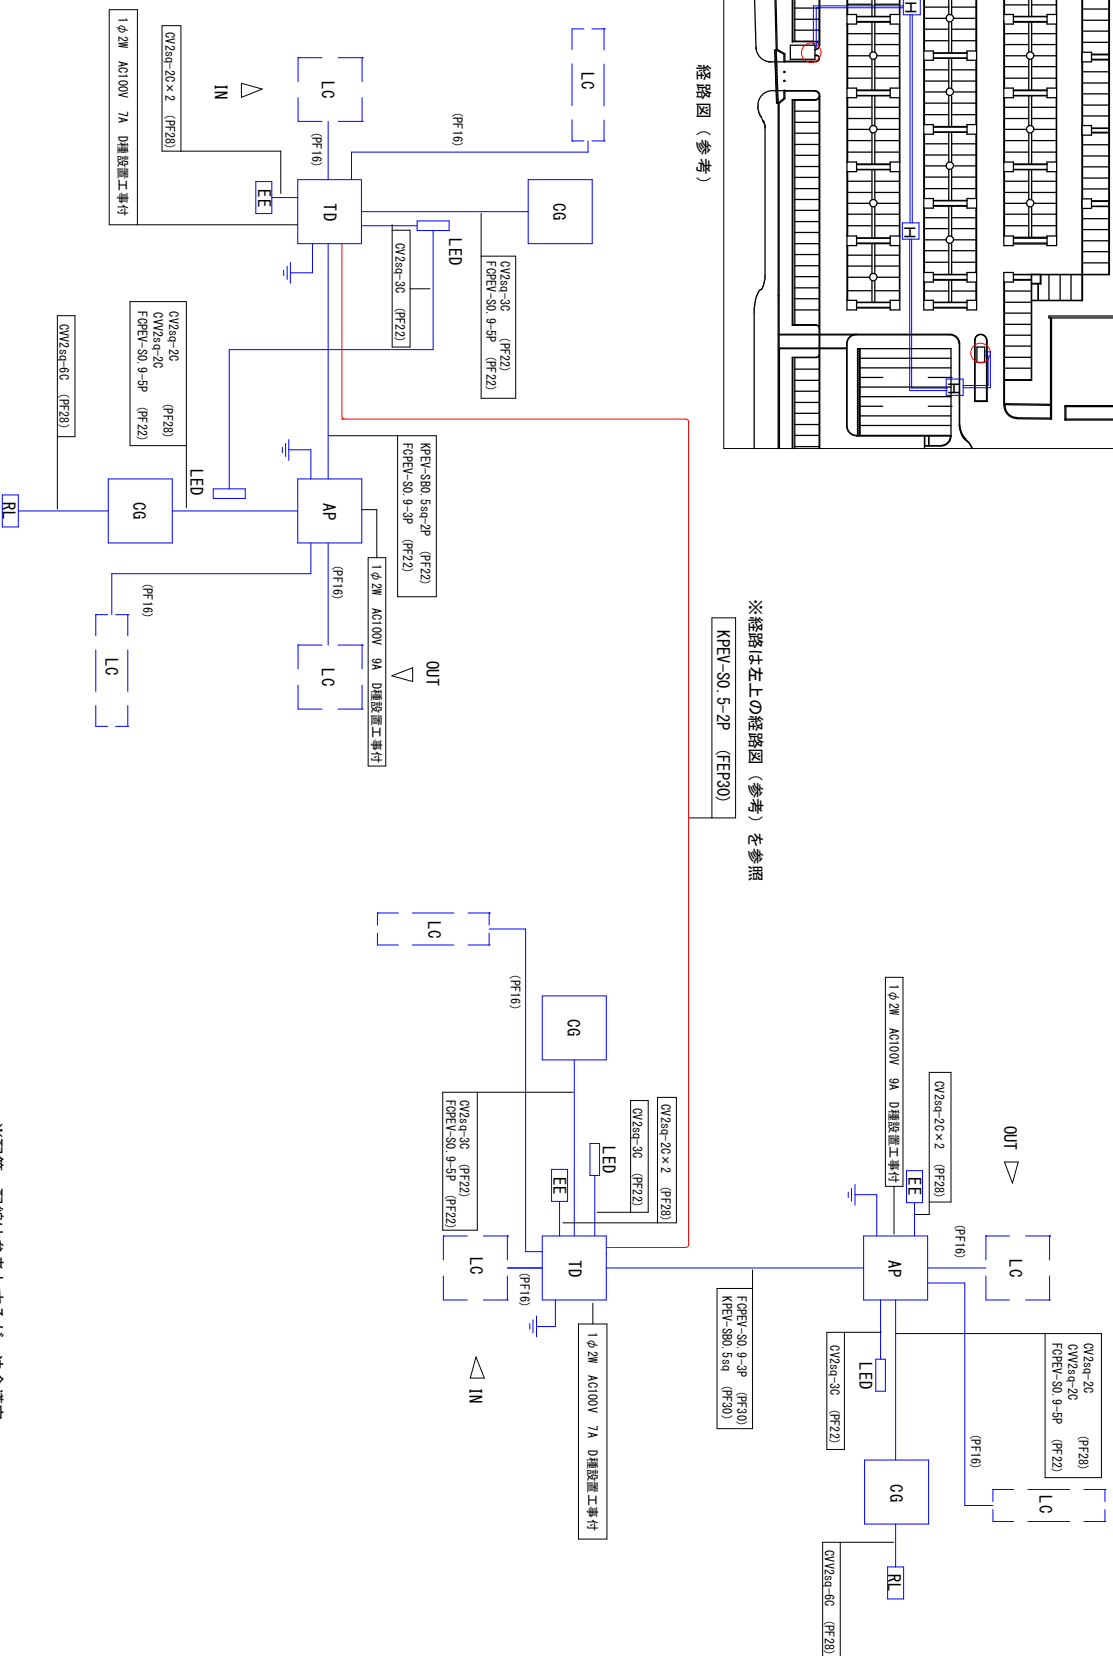 経路図（参考）
H
H
H
※経路は左上の経路図（参考）を参照
KPEV-S0.5-2P （FEP30）
LC
LC
IN
CV2sq-2C×2 （PF28）
1φ2W AC100V 7A D種設置工事付
(PF16)
(PF16)
TD
EE
CG
LED
CV2sq-3C （PF22）
CV2sq-3C （PF22）
FCPEV-S0.9-5P （PF22）
CV2sq-2C
CVV2sq-2C （PF28）
FCPEV-S0.9-5P （PF22）
CVV2sq-6C （PF28）
KPEV-SB0.5sq-2P （PF22）
FCPEV-S0.9-3P （PF22）
LED
AP
CG
RL
1φ2W AC100V 9A D種設置工事付
(PF16)
(PF16)
LC
LC
OUT
LC
(PF16)
CG
CV2sq-3C （PF22）
FCPEV-S0.9-5P （PF22）
LED
EE
CV2sq-3C （PF22）
CV2sq-2C×2 （PF28）
TD
LC
(PF16)
IN
1φ2W AC100V 7A D種設置工事付
FCPEV-S0.9-3P （PF30）
KPEV-SB0.5sq （PF30）
1φ2W AC100V 9A D種設置工事付
CV2sq-2C×2 （PF28）
OUT
EE
AP
(PF16)
LC
CV2sq-2C
CVV2sq-2C （PF28）
FCPEV-S0.9-5P （PF22）
LED
CV2sq-3C （PF22）
(PF16)
LC
CG
RL
CVV2sq-6C （PF28）